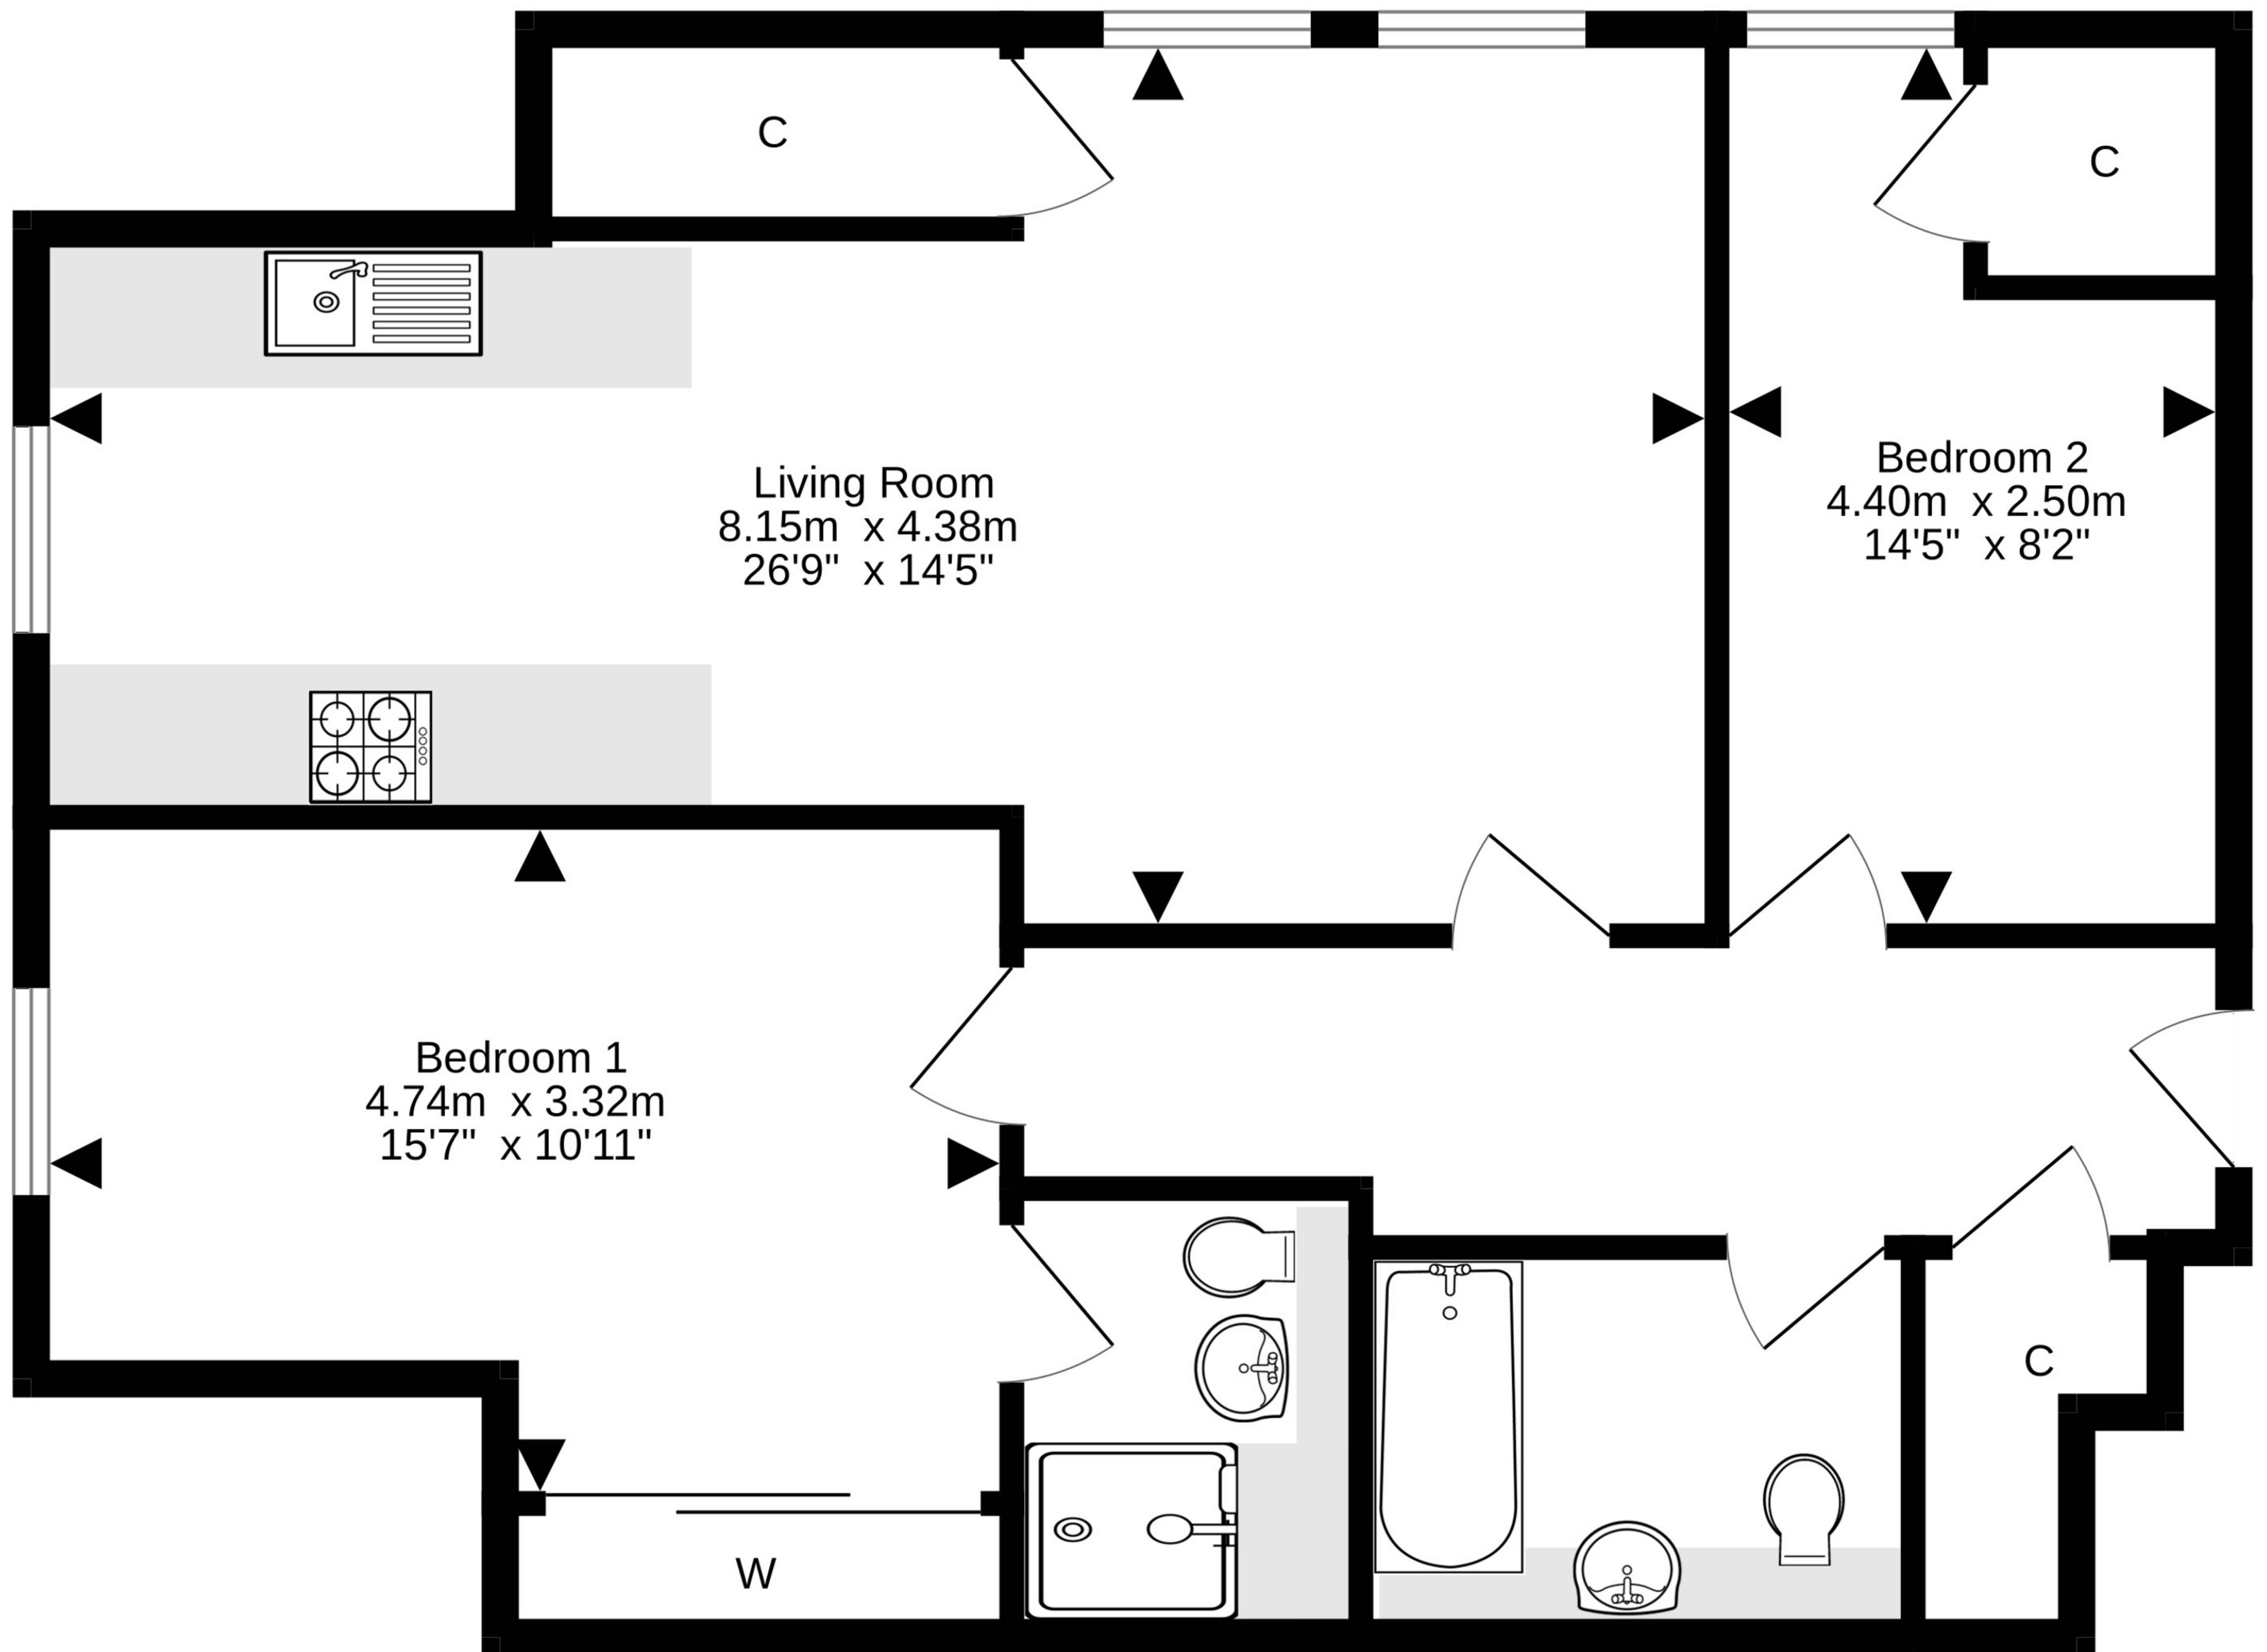 C
C
Living Room
8.15m x 4.38m
26'9" x 14'5"
Bedroom 2
4.40m x 2.50m
14'5" x 8'2"
Bedroom 1
4.74m x 3.32m
15'7" x 10'11"
C
W